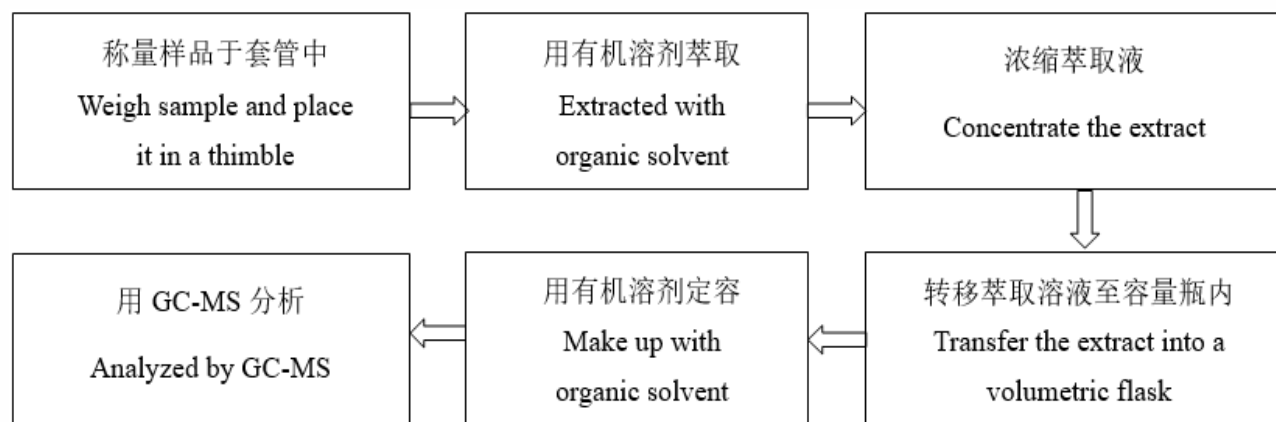 称量样品于套管中
Weigh sample and place
it in a thimble
用有机溶剂萃取
Extracted with
organic solvent
浓缩萃取液
Concentrate the extract
转移萃取溶液至容量瓶内
Transfer the extract into a
volumetric flask
用有机溶剂定容
Make up with
organic solvent
用 GC-MS 分析
Analyzed by GC-MS